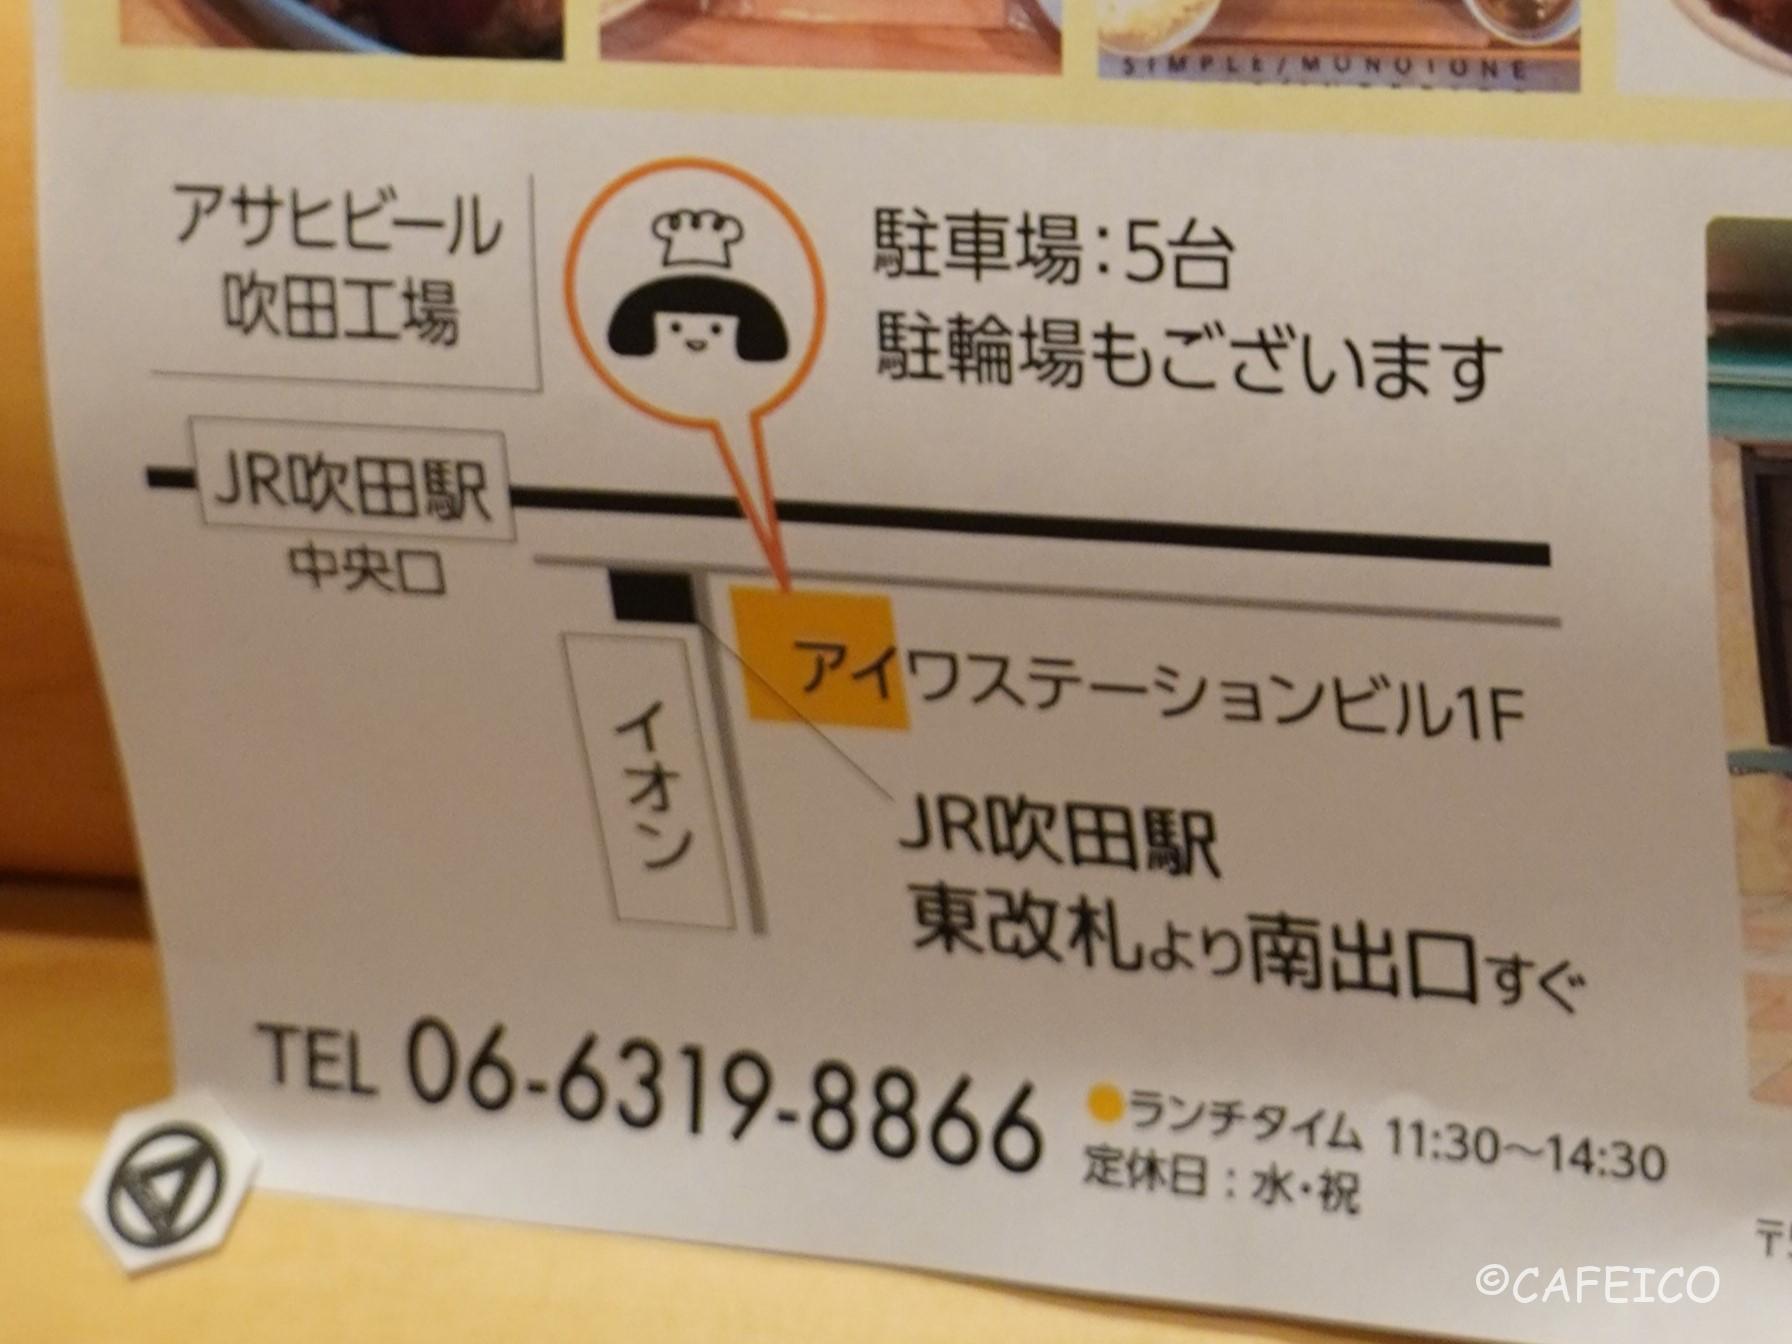 SIMPLE/MONOTONE
アサヒビール
吹田工場
駐車場：5台
駐輪場もございます
JR吹田駅
中央口
アイワステーションビル1F
イオン
JR吹田駅
東改札より南出口すぐ
TEL 06-6319-8866
●ランチタイム 11:30〜14:30
定休日：水・祝
〒5
©CAFEICO